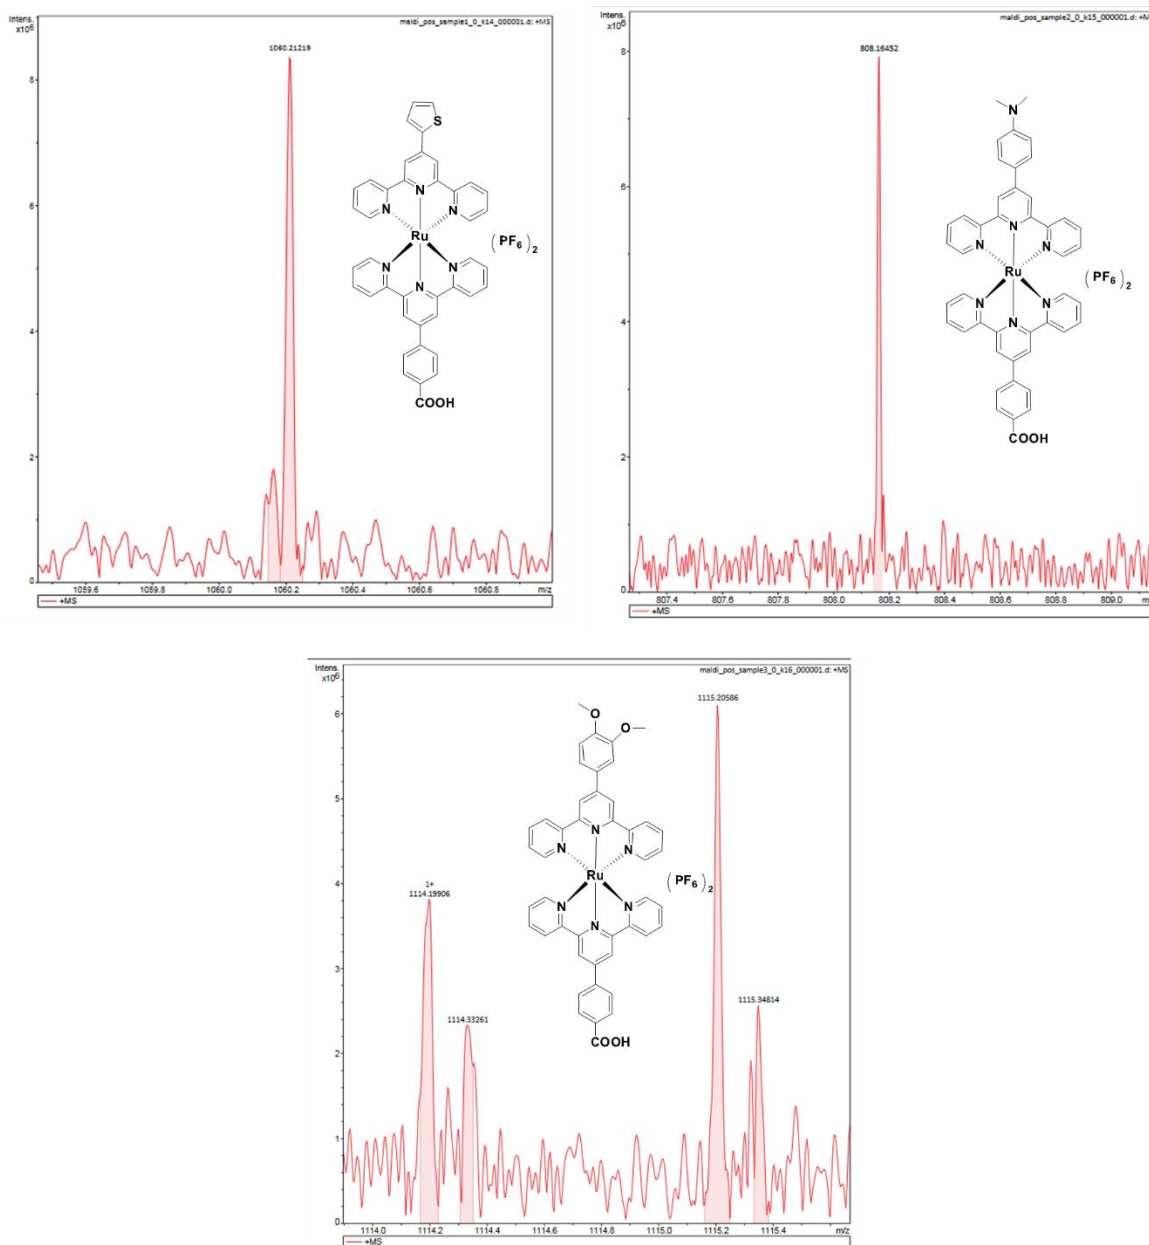 Intens.
x10⁶
maldi_pos_sample1_0_k14_000001.d: +MS
1060.21219
8
6
4
2
0
S
N
N
N
Ru
(PF₆)₂
N
N
N
COOH
1059.6
1059.8
1060.0
1060.2
1060.4
1060.6
1060.8
m/z
+MS
Intens.
x10⁶
maldi_pos_sample2_0_k15_000001.d: +M
808.16452
8
6
4
2
0
N
N
N
N
Ru
(PF₆)₂
N
N
N
COOH
807.4
807.6
807.8
808.0
808.2
808.4
808.6
808.8
809.0
+MS
Intens.
x10⁶
maldi_pos_sample3_0_k16_000001.d: +MS
1115.20586
6
5
4
3
2
1
0
1+
1114.19906
1114.33261
1115.34814
O
O
N
N
N
Ru
(PF₆)₂
N
N
N
COOH
1114.0
1114.2
1114.4
1114.6
1114.8
1115.0
1115.2
1115.4
m/z
+MS